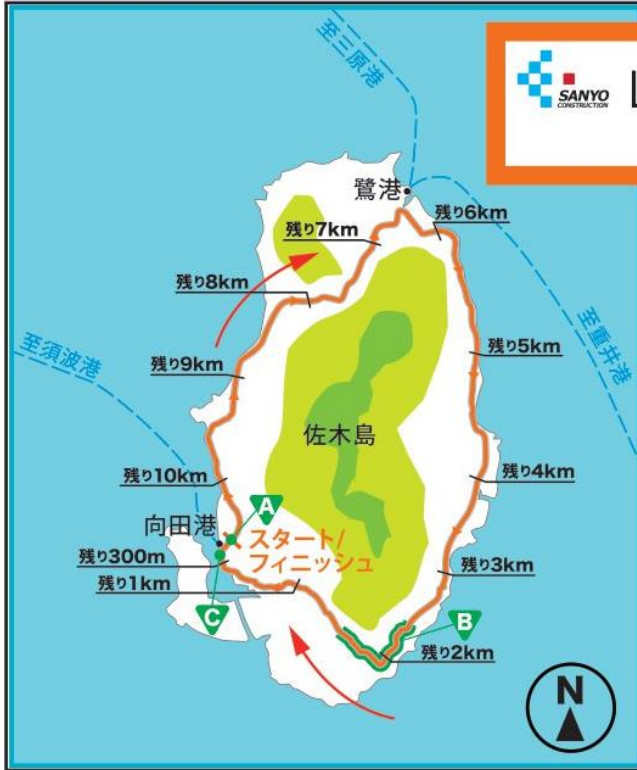 至三原港
SANYO
CONSTRUCTION
L
鷺港
残り6km
残り7km
残り8km
至重井港
至須波港
残り5km
残り9km
佐木島
残り10km
残り4km
A
向田港
スタート/
フィニッシュ
残り300m
残り1km
残り3km
C
B
残り2km
N